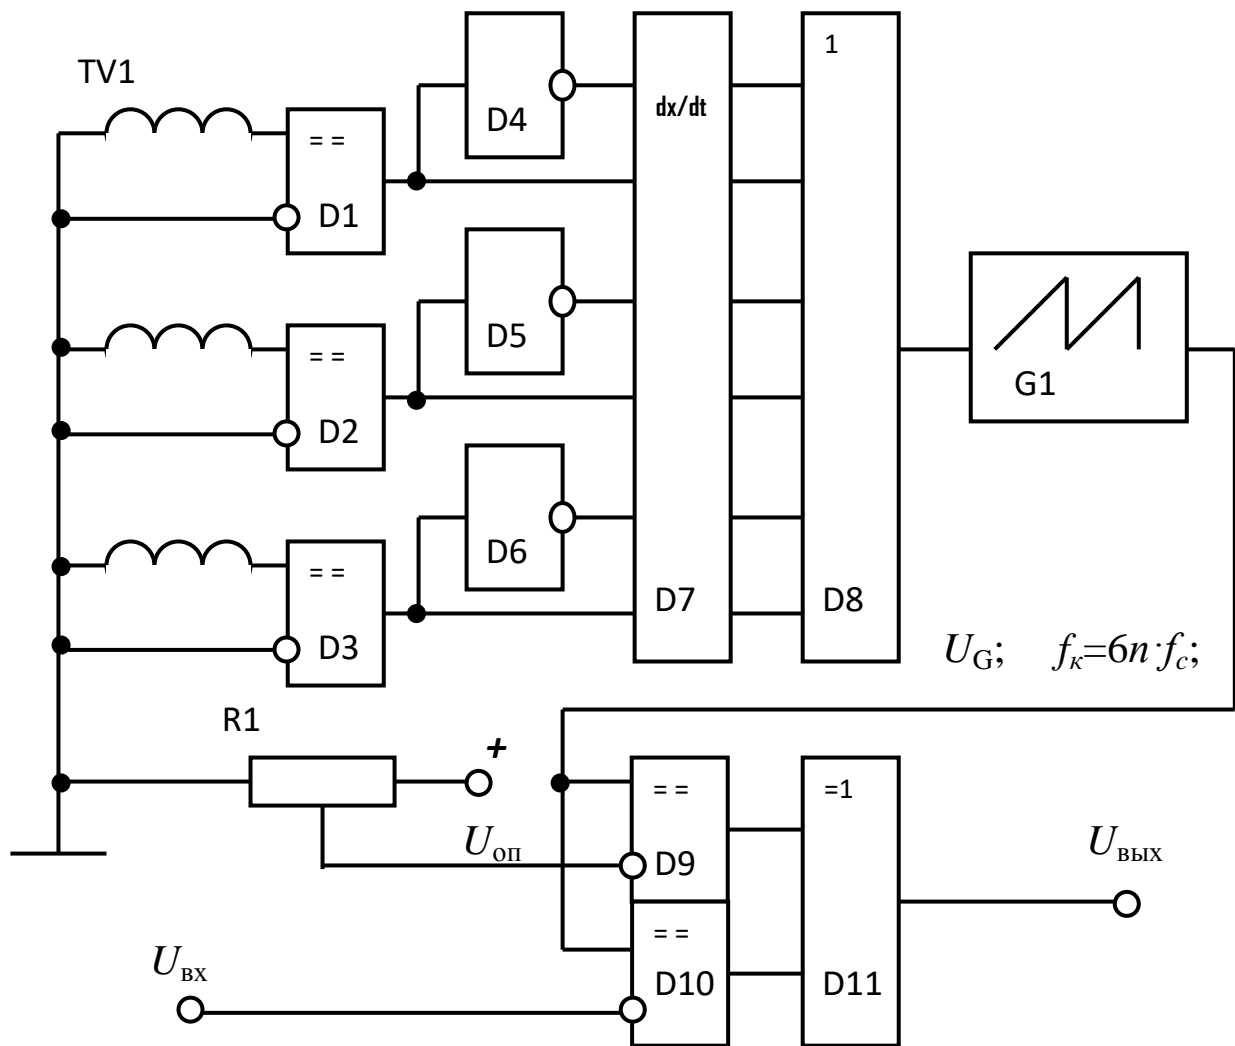 TV1
= =
D1
= =
D2
= =
D3
D4
D5
D6
dx/dt
D7
1
D8
G1
U_G; f_к=6n·f_c;
R1
+
U_оп
= =
D9
= =
D10
=1
D11
U_вх
U_вых